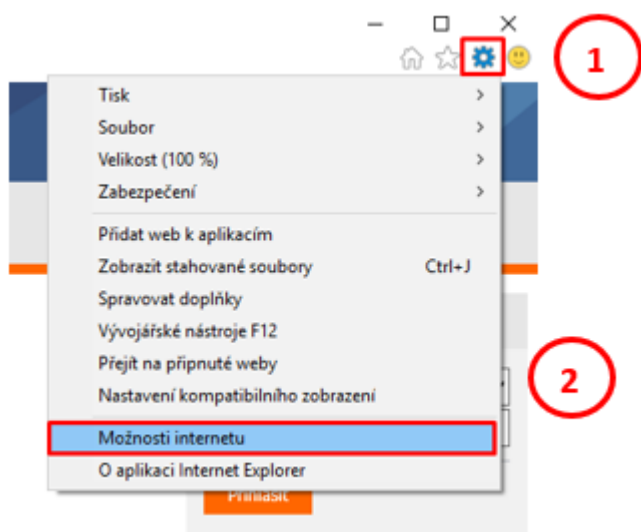 1
Tisk
Soubor
Velikost (100 %)
Zabezpečení
Přidat web k aplikacím
Zobrazit stahované soubory Ctrl+J
Spravovat doplňky
Vývojářské nástroje F12
Přejít na připnuté weby
2
Nastavení kompatibilního zobrazení
Možnosti internetu
O aplikaci Internet Explorer
Přihlásit